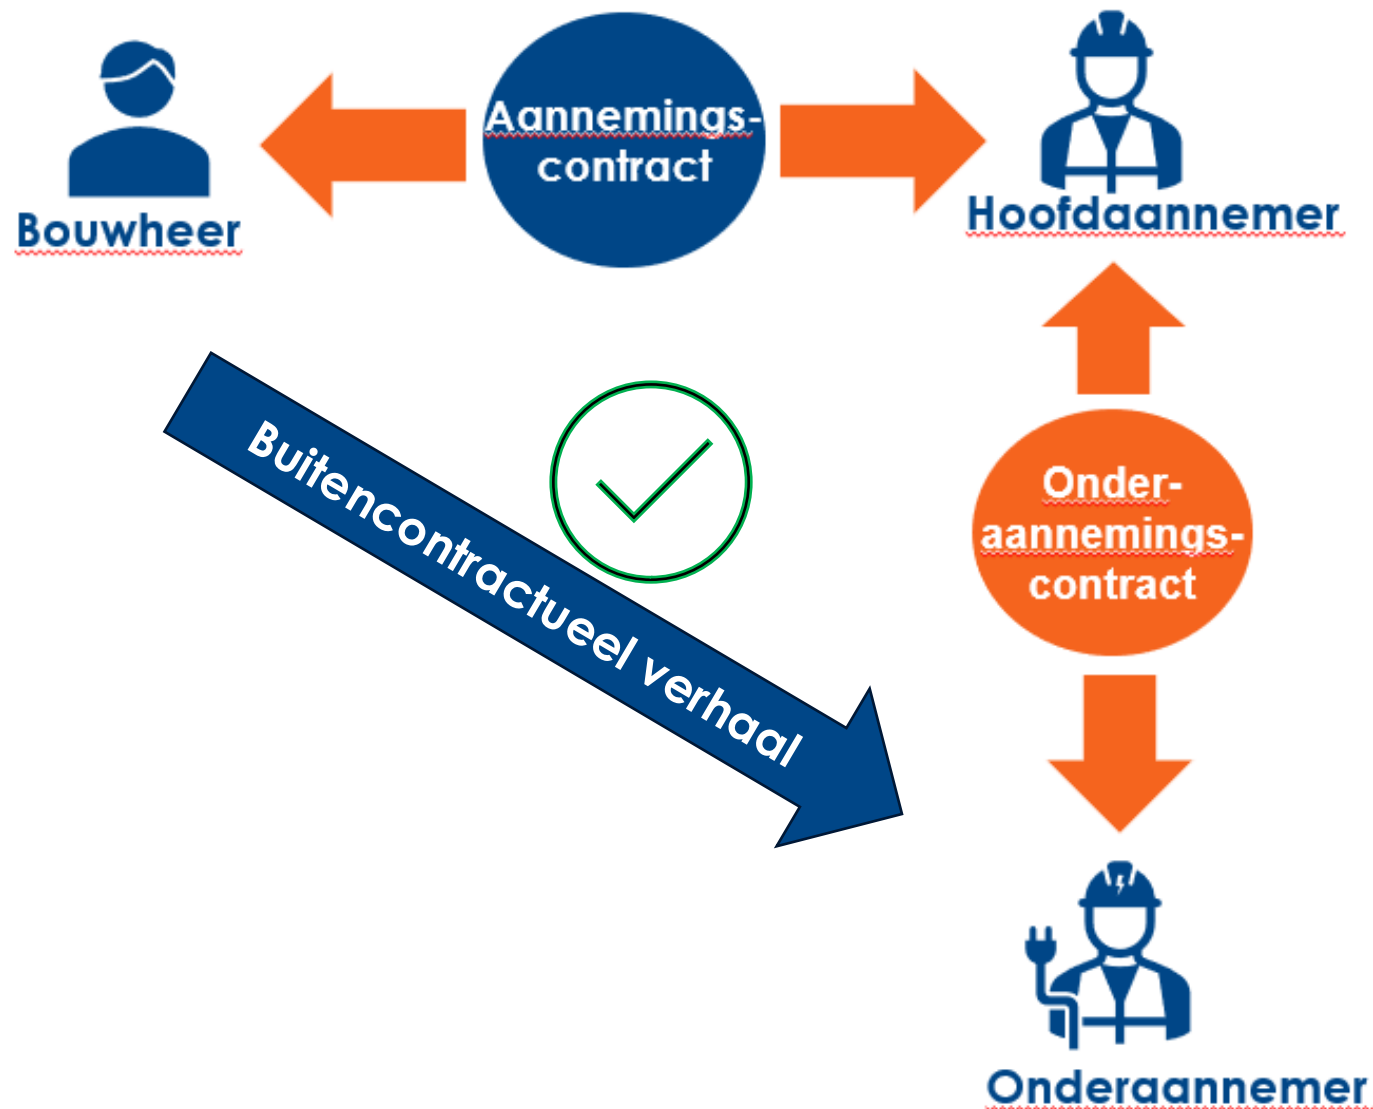 Aannemings-
contract
Bouwheer
Hoofdaannemer
Buitencontractueel verhaal
Onder-
aannemings-
contract
Onderaannemer